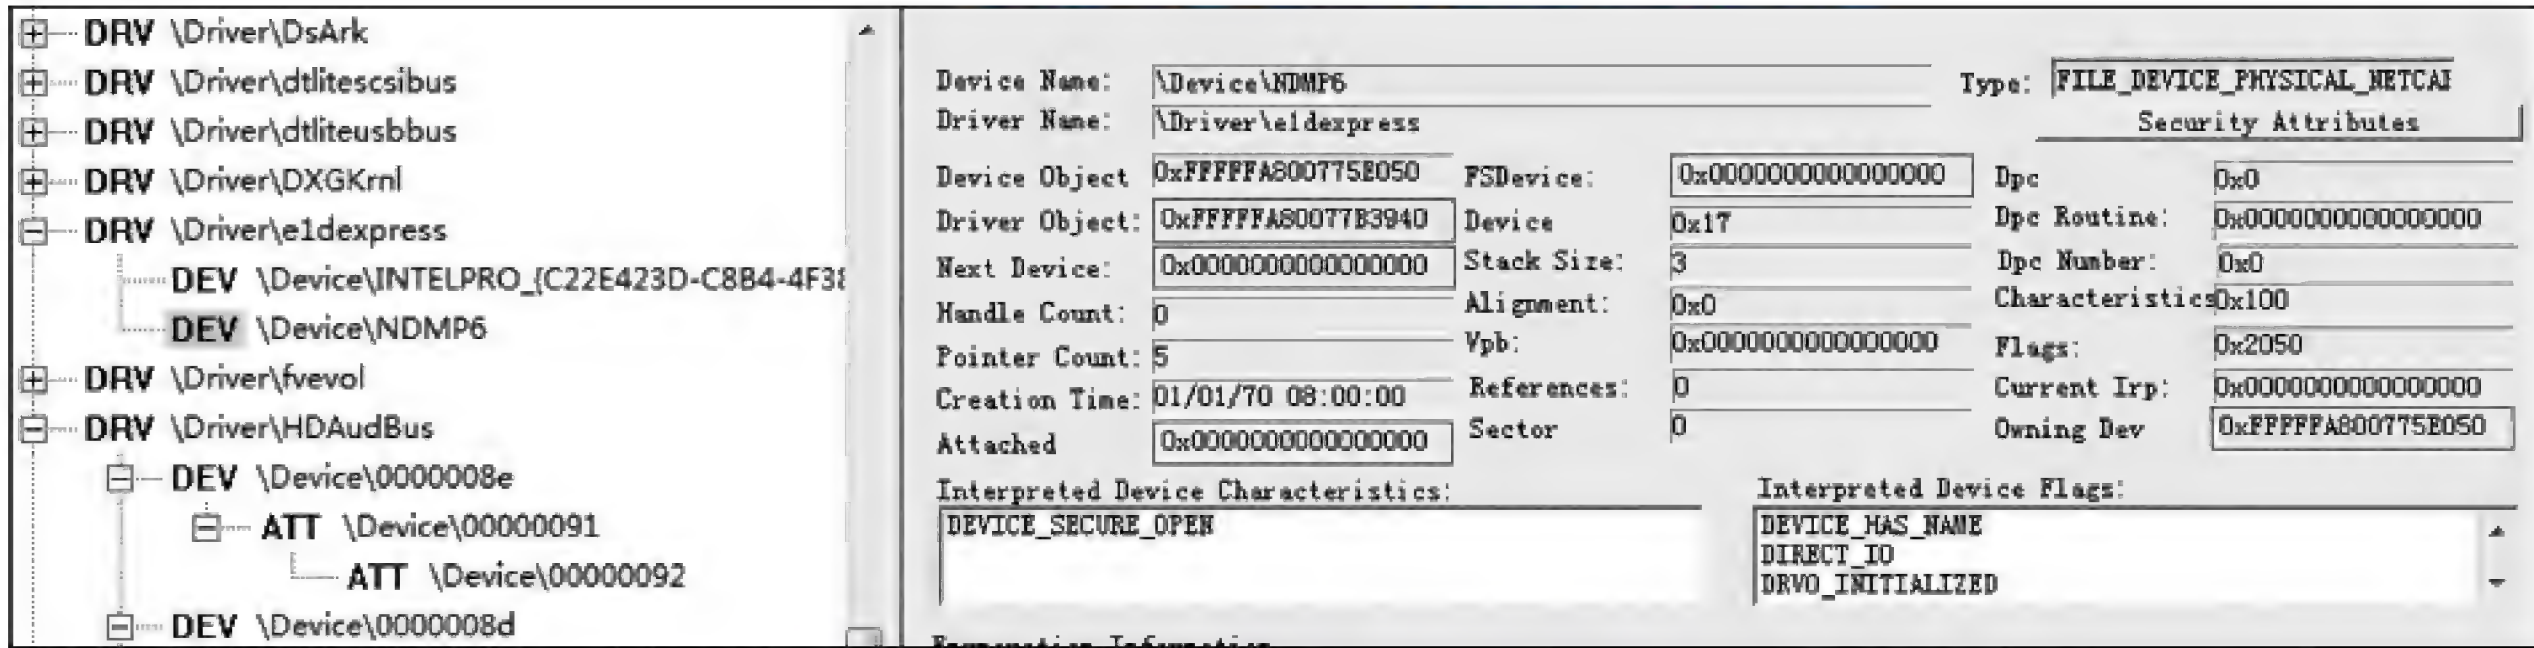 DRV \Driver\DsArk
DRV \Driver\dtlitescsibus
DRV \Driver\dtliteusbbus
DRV \Driver\DXGKrnl
DRV \Driver\e1dexpress
DEV \Device\INTELPRO_{C22E423D-C8B4-4F3
DEV \Device\NDMP6
DRV \Driver\fvevol
DRV \Driver\HDAudBus
DEV \Device\0000008e
ATT \Device\00000091
ATT \Device\00000092
DEV \Device\0000008d
Device Name: \Device\NDMP6 Type: FILE_DEVICE_PHYSICAL_NETCAR
Driver Name: \Driver\e1dexpress Security Attributes
Device Object 0xFFFFFA800775E050 FSDevice: 0x0000000000000000 Dpc 0x0
Driver Object: 0xFFFFFA80077B3940 Device 0x17 Dpc Routine: 0x0000000000000000
Next Device: 0x0000000000000000 Stack Size: 3 Dpc Number: 0x0
Handle Count: 0 Alignment: 0x0 Characteristics 0x100
Pointer Count: 5 Vpb: 0x0000000000000000 Flags: 0x2050
Creation Time: 01/01/70 08:00:00 References: 0 Current Irp: 0x0000000000000000
Attached 0x0000000000000000 Sector 0 Owning Dev 0xFFFFFA800775E050
Interpreted Device Characteristics: Interpreted Device Flags:
DEVICE_SECURE_OPEN DEVICE_HAS_NAME
DIRECT_IO
DRVO_INITIALIZED